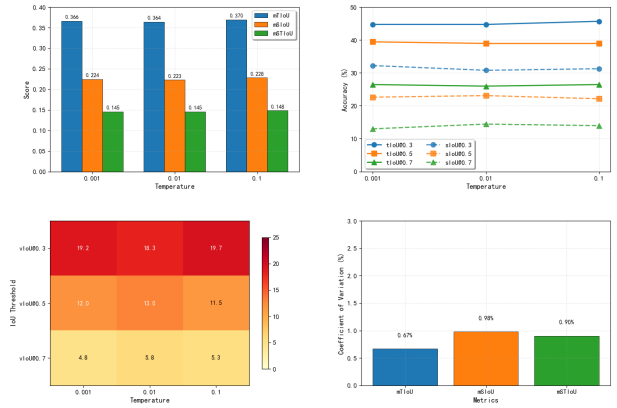 0.40
0.35
0.30
0.25
0.20
0.15
0.10
0.05
0.00
Score
0.366
0.224
0.145
0.364
0.223
0.145
0.370
0.228
0.148
mTIoU
mSIoU
mSTIoU
0.001
0.01
0.1
Temperature
50
40
30
20
10
0
Accuracy (%)
tIoU@0.3
tIoU@0.5
tIoU@0.7
sIoU@0.3
sIoU@0.5
sIoU@0.7
0.001
0.01
0.1
Temperature
IoU Threshold
vIoU@0.3
vIoU@0.5
vIoU@0.7
19.2
18.3
19.7
12.0
13.0
11.5
4.8
5.8
5.3
0.001
0.01
0.1
Temperature
25
20
15
10
5
0
3.0
2.5
2.0
1.5
1.0
0.5
0.0
Coefficient of Variation (%)
0.67%
0.98%
0.90%
mTIoU
mSIoU
mSTIoU
Metrics